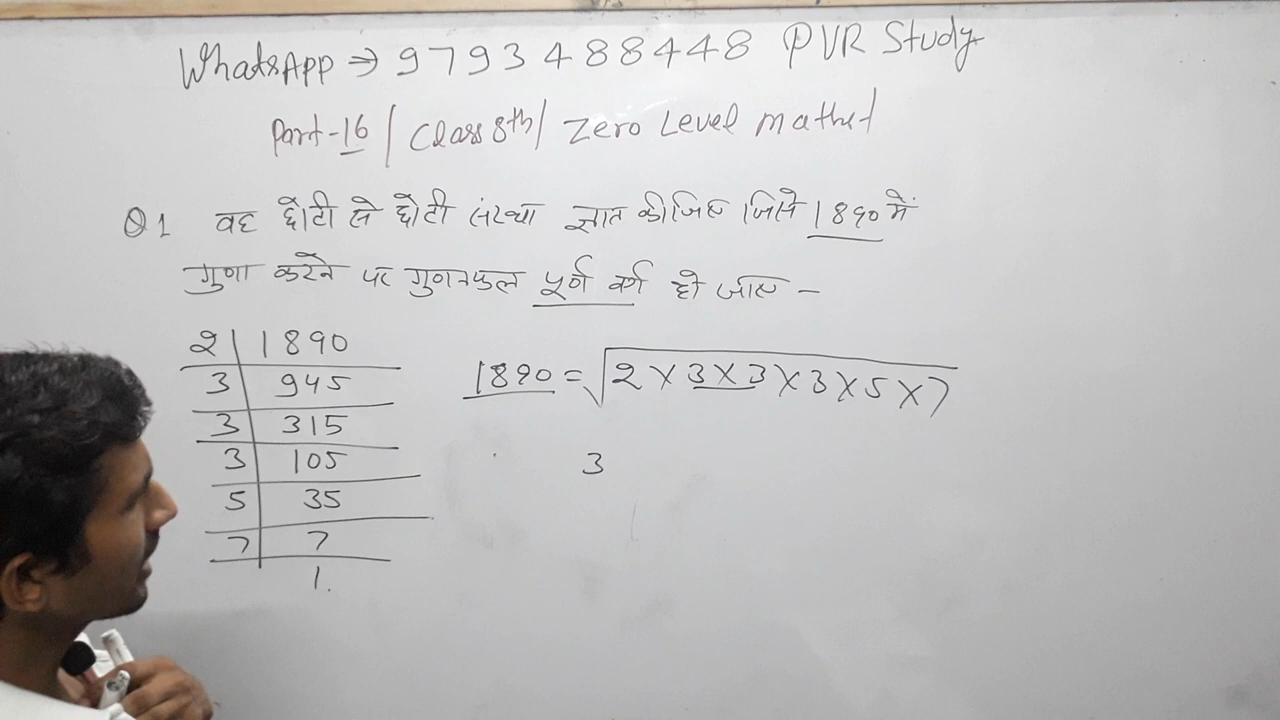 WhatsApp ⇒ 9793488448 PVR Study
Part-16 / Class 8th / Zero Level mathet
Q1 वह छोटी से छोटी संख्या ज्ञात कीजिए जिसे 1890 में
गुणा करने पर गुणनफल पूर्ण वर्ग हो जाए -
2 | 1890
3 | 945
3 | 315
3 | 105
5 | 35
7 | 7
1.
1890 = √2 × 3 × 3 × 3 × 5 × 7
3